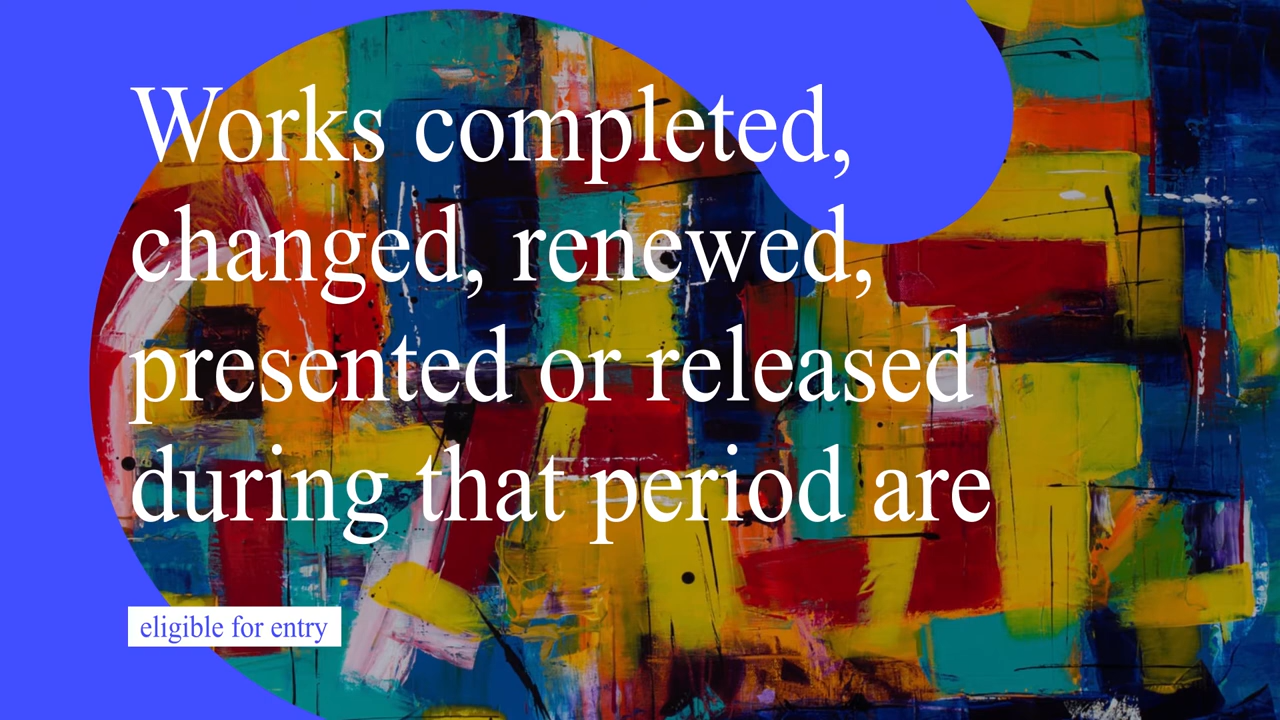 Works completed,
changed, renewed,
presented or released
during that period are
eligible for entry